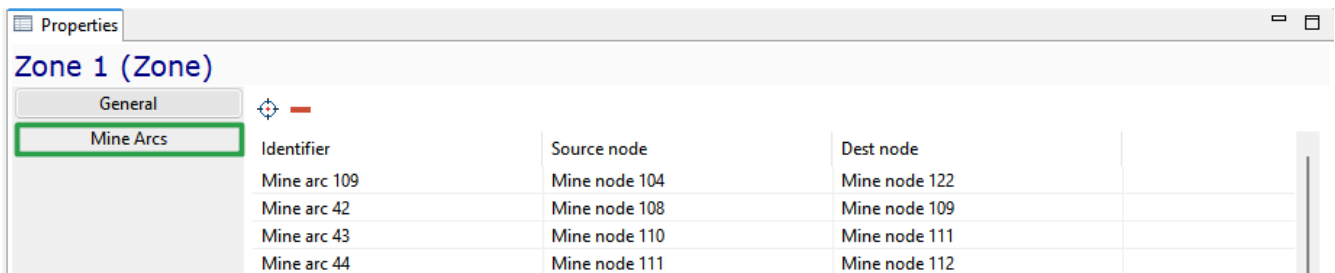 Properties
Zone 1 (Zone)
General
Mine Arcs
Identifier Source node Dest node
Mine arc 109 Mine node 104 Mine node 122
Mine arc 42 Mine node 108 Mine node 109
Mine arc 43 Mine node 110 Mine node 111
Mine arc 44 Mine node 111 Mine node 112